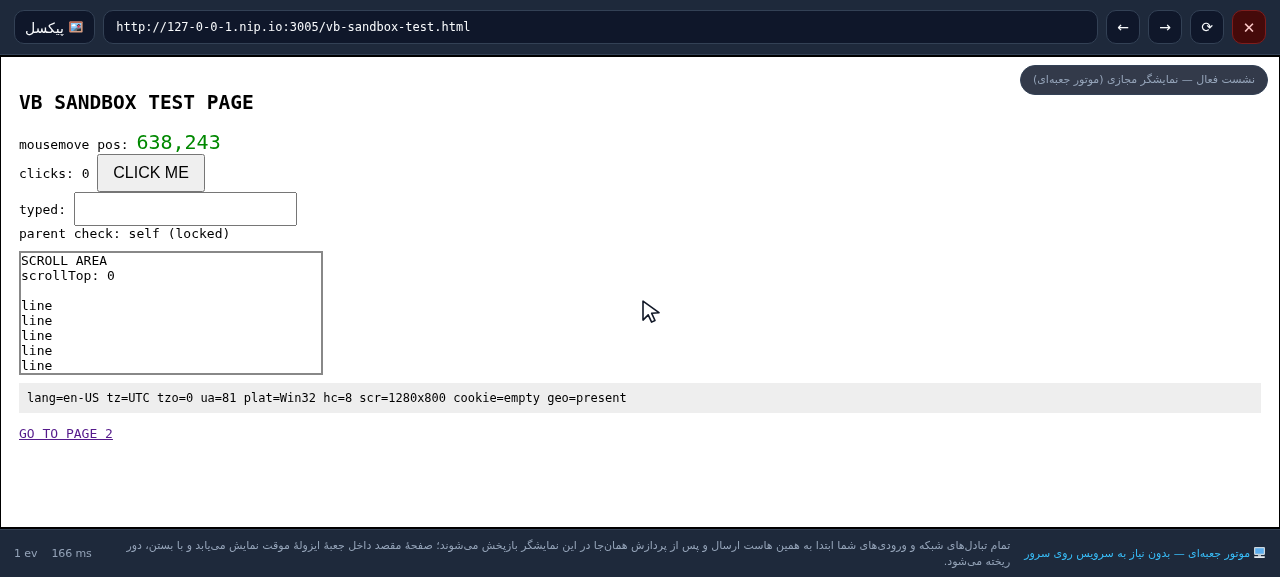 پیکسل
http://127-0-0-1.nip.io:3005/vb-sandbox-test.html
← → ⟳ ✕
نشست فعال — نمایشگر مجازی (موتور جعبه‌ای)
VB SANDBOX TEST PAGE
mousemove pos: 638,243
clicks: 0 CLICK ME
typed:
parent check: self (locked)
SCROLL AREA
scrollTop: 0
line
line
line
line
line
lang=en-US tz=UTC tzo=0 ua=81 plat=Win32 hc=8 scr=1280x800 cookie=empty geo=present
GO TO PAGE 2
موتور جعبه‌ای — بدون نیاز به سرویس روی سرور
تمام تبادل‌های شبکه و ورودی‌های شما ابتدا به همین هاست ارسال و پس از پردازش همان‌جا در این نمایشگر بازپخش می‌شوند؛ صفحهٔ مقصد داخل جعبهٔ ایزولهٔ موقت نمایش می‌یابد و با بستن، دور
ریخته می‌شود.
1 ev 166 ms